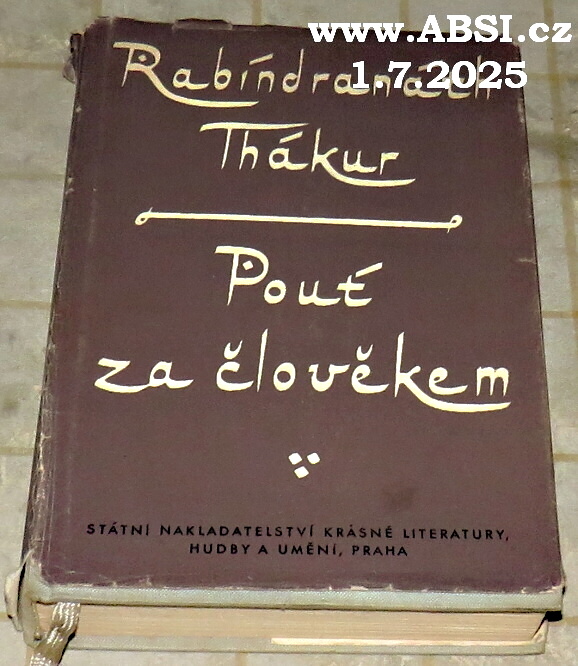 www.ABSI.cz
1.7.2025
Rabíndranáth
Thákur
Pouť
za člověkem
STÁTNÍ NAKLADATELSTVÍ KRÁSNÉ LITERATURY,
HUDBY A UMĚNÍ, PRAHA